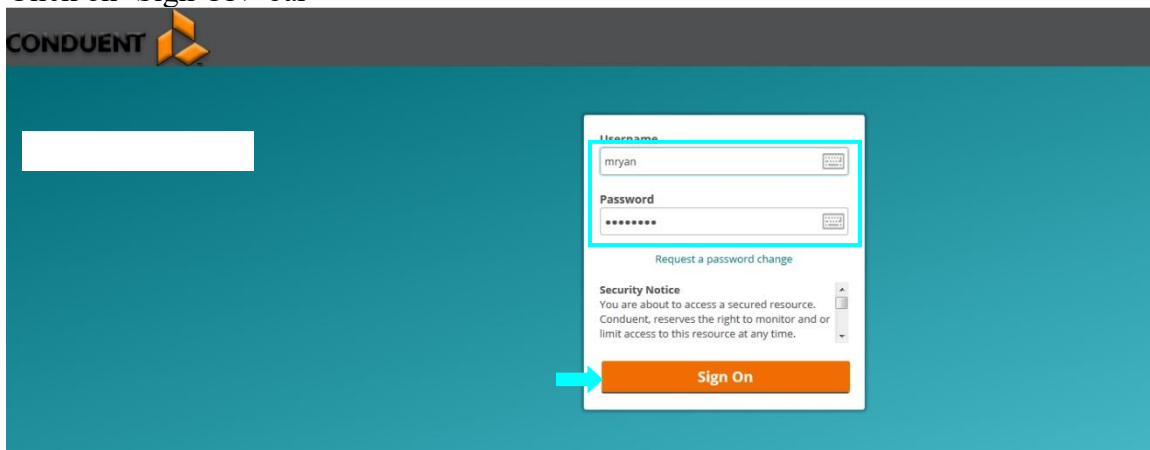 CONDUENT
Username
mryan
Password
••••••••
Request a password change
Security Notice
You are about to access a secured resource.
Conduent, reserves the right to monitor and or
limit access to this resource at any time.
Sign On